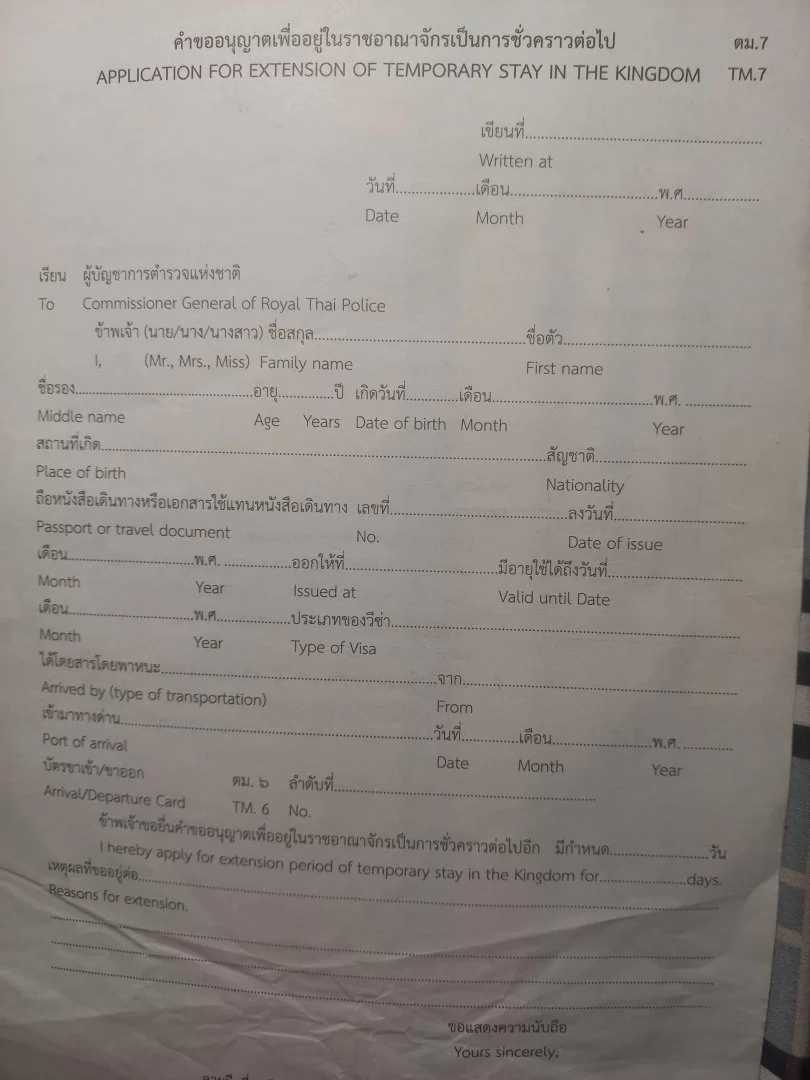 คำขออนุญาตเพื่ออยู่ในราชอาณาจักรเป็นการชั่วคราวต่อไป ตม.7
APPLICATION FOR EXTENSION OF TEMPORARY STAY IN THE KINGDOM TM.7
เขียนที่..........
Written at
วันที่..........เดือน..........พ.ศ..........
Date Month Year
เรียน ผู้บัญชาการตำรวจแห่งชาติ
To Commissioner General of Royal Thai Police
ข้าพเจ้า (นาย/นาง/นางสาว) ชื่อสกุล..........ชื่อตัว..........
I, (Mr., Mrs., Miss) Family name First name
ชื่อรอง..........อายุ..........ปี เกิดวันที่..........เดือน..........พ.ศ. ..........
Middle name Age Years Date of birth Month Year
สถานที่เกิด..........สัญชาติ..........
Place of birth Nationality
ถือหนังสือเดินทางหรือเอกสารใช้แทนหนังสือเดินทาง เลขที่..........ลงวันที่..........
Passport or travel document No. Date of issue
เดือน..........พ.ศ. ..........ออกให้ที่..........มีอายุใช้ได้ถึงวันที่..........
Month Year Issued at Valid until Date
เดือน..........พ.ศ..........ประเภทของวีซ่า..........
Month Year Type of Visa
ได้โดยสารโดยพาหนะ..........จาก..........
Arrived by (type of transportation) From
เข้ามาทางด่าน..........วันที่..........เดือน..........พ.ศ. ..........
Port of arrival Date Month Year
บัตรขาเข้า/ขาออก ตม. ๖ ลำดับที่..........
Arrival/Departure Card TM. 6 No.
ข้าพเจ้าขอยื่นคำขออนุญาตเพื่ออยู่ในราชอาณาจักรเป็นการชั่วคราวต่อไปอีก มีกำหนด..........วัน
I hereby apply for extension period of temporary stay in the Kingdom for..........days.
เหตุผลที่ขออยู่ต่อ..........
Reasons for extension.
ขอแสดงความนับถือ
Yours sincerely,